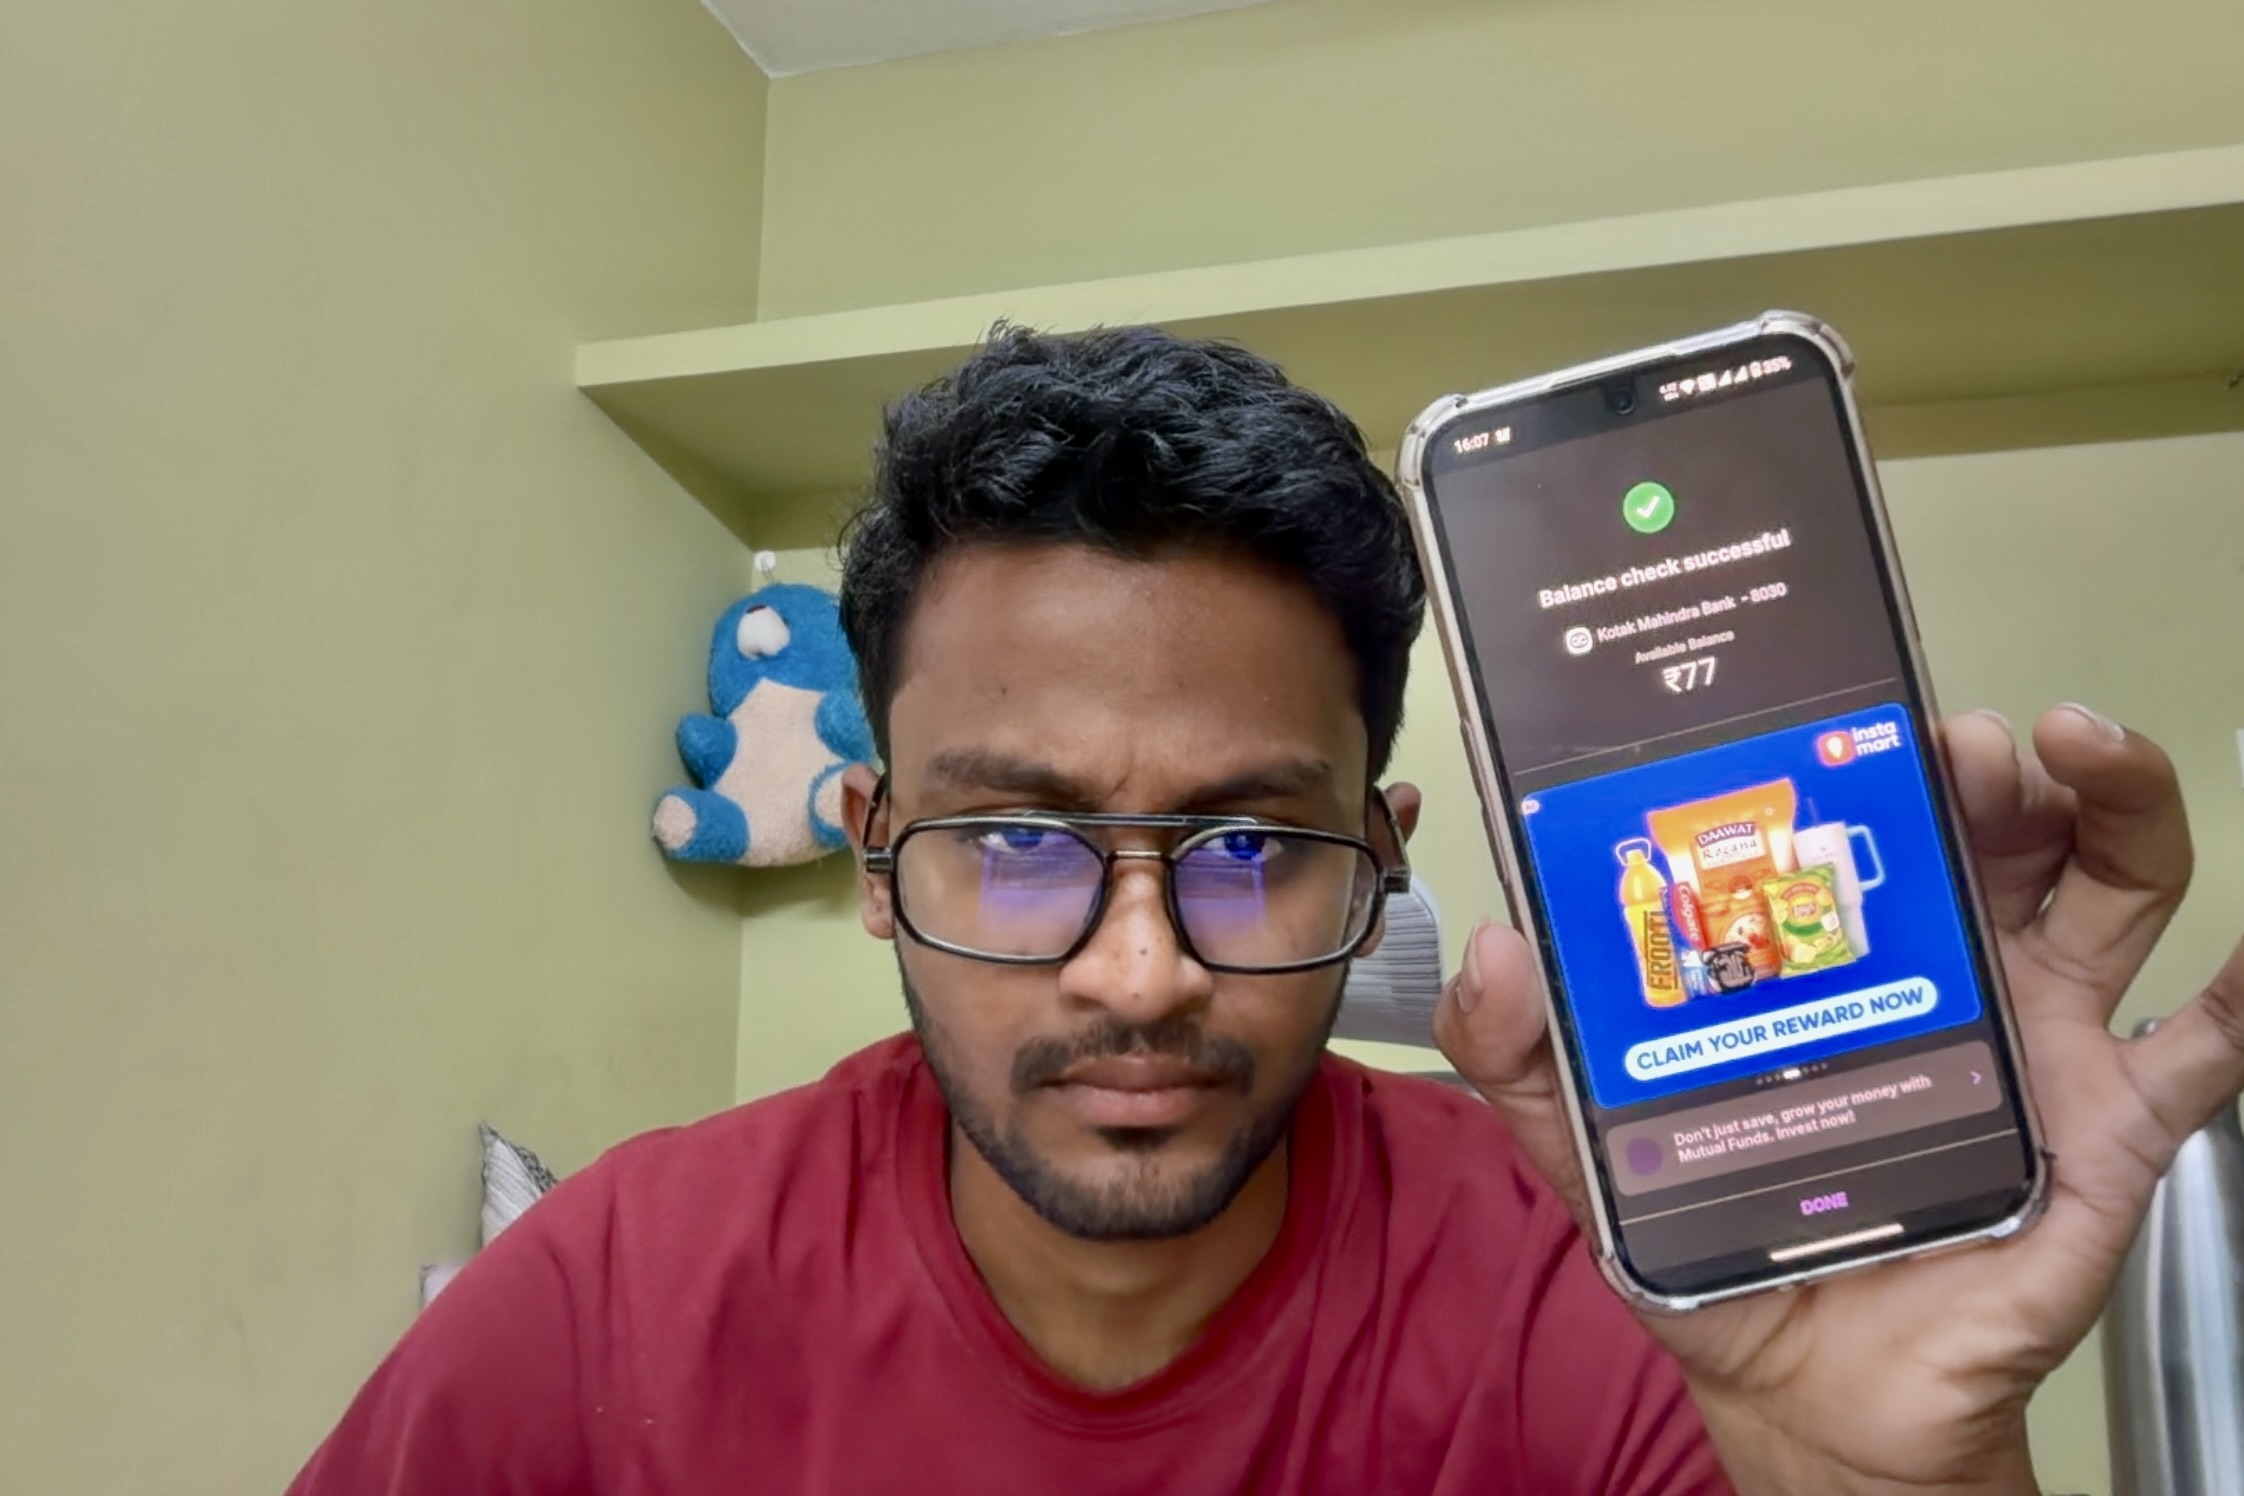 16:07
35%
Balance check successful
Kotak Mahindra Bank - 8030
Available Balance
₹77
insta
mart
DAAWAT
Rozana
FROOTI
Colgate
CLAIM YOUR REWARD NOW
Don't just save, grow your money with
Mutual Funds. Invest now!
DONE